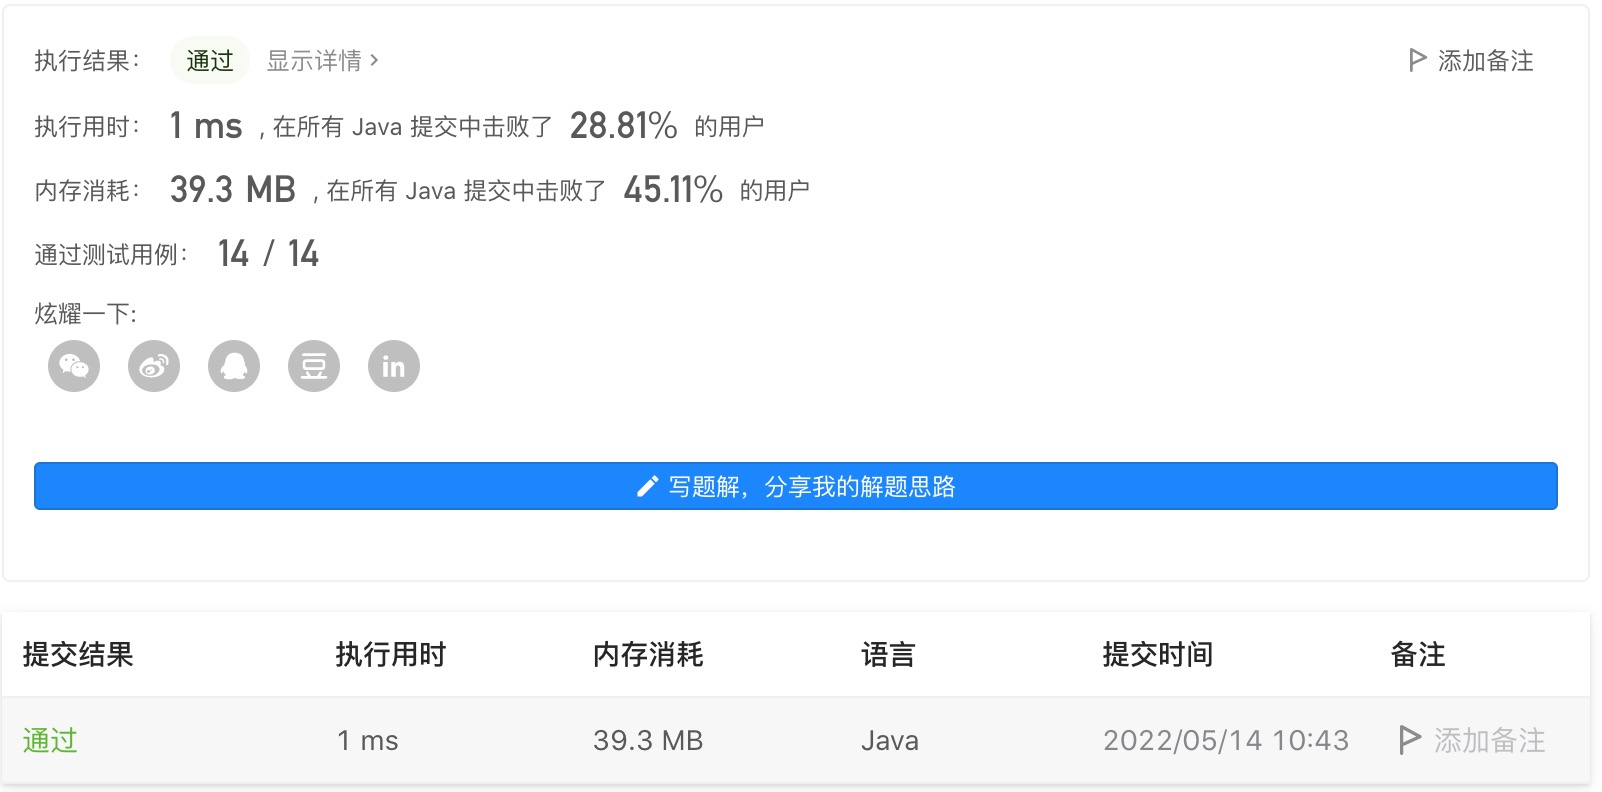 执行结果： 通过 显示详情 > 添加备注
执行用时： 1 ms , 在所有 Java 提交中击败了 28.81% 的用户
内存消耗： 39.3 MB , 在所有 Java 提交中击败了 45.11% 的用户
通过测试用例： 14 / 14
炫耀一下:
豆 in
写题解，分享我的解题思路
提交结果 执行用时 内存消耗 语言 提交时间 备注
通过 1 ms 39.3 MB Java 2022/05/14 10:43 添加备注